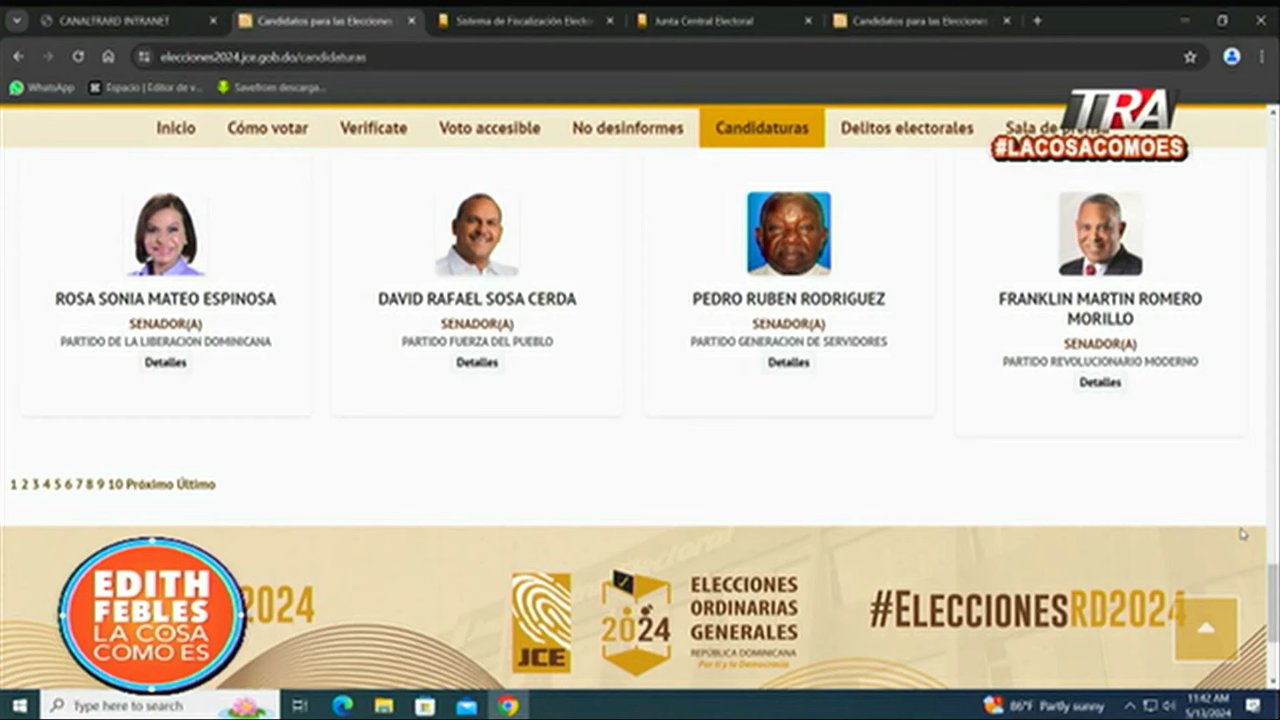 CANALTRARD INTRANET
Candidatos para las Elecciones
Sistema de Fiscalización Electo
Junta Central Electoral
Candidatos para las Elecciones
elecciones2024.jce.gob.do/candidaturas
WhatsApp
Espacio | Editor de v...
Savefrom descarga...
TRA
#LACOSACOMOES
Inicio
Cómo votar
Verifícate
Voto accesible
No desinformes
Candidaturas
Delitos electorales
Sala de prensa
ROSA SONIA MATEO ESPINOSA
SENADOR(A)
PARTIDO DE LA LIBERACION DOMINICANA
Detalles
DAVID RAFAEL SOSA CERDA
SENADOR(A)
PARTIDO FUERZA DEL PUEBLO
Detalles
PEDRO RUBEN RODRIGUEZ
SENADOR(A)
PARTIDO GENERACION DE SERVIDORES
Detalles
FRANKLIN MARTIN ROMERO
MORILLO
SENADOR(A)
PARTIDO REVOLUCIONARIO MODERNO
Detalles
1 2 3 4 5 6 7 8 9 10 Próximo Último
EDITH
FEBLES
LA COSA
COMO ES
2024
JCE
2024
ELECCIONES
ORDINARIAS
GENERALES
REPÚBLICA DOMINICANA
Por ti y la Democracia
#ELECCIONESRD2024
Type here to search
86°F Partly sunny
11:42 AM
5/13/2024